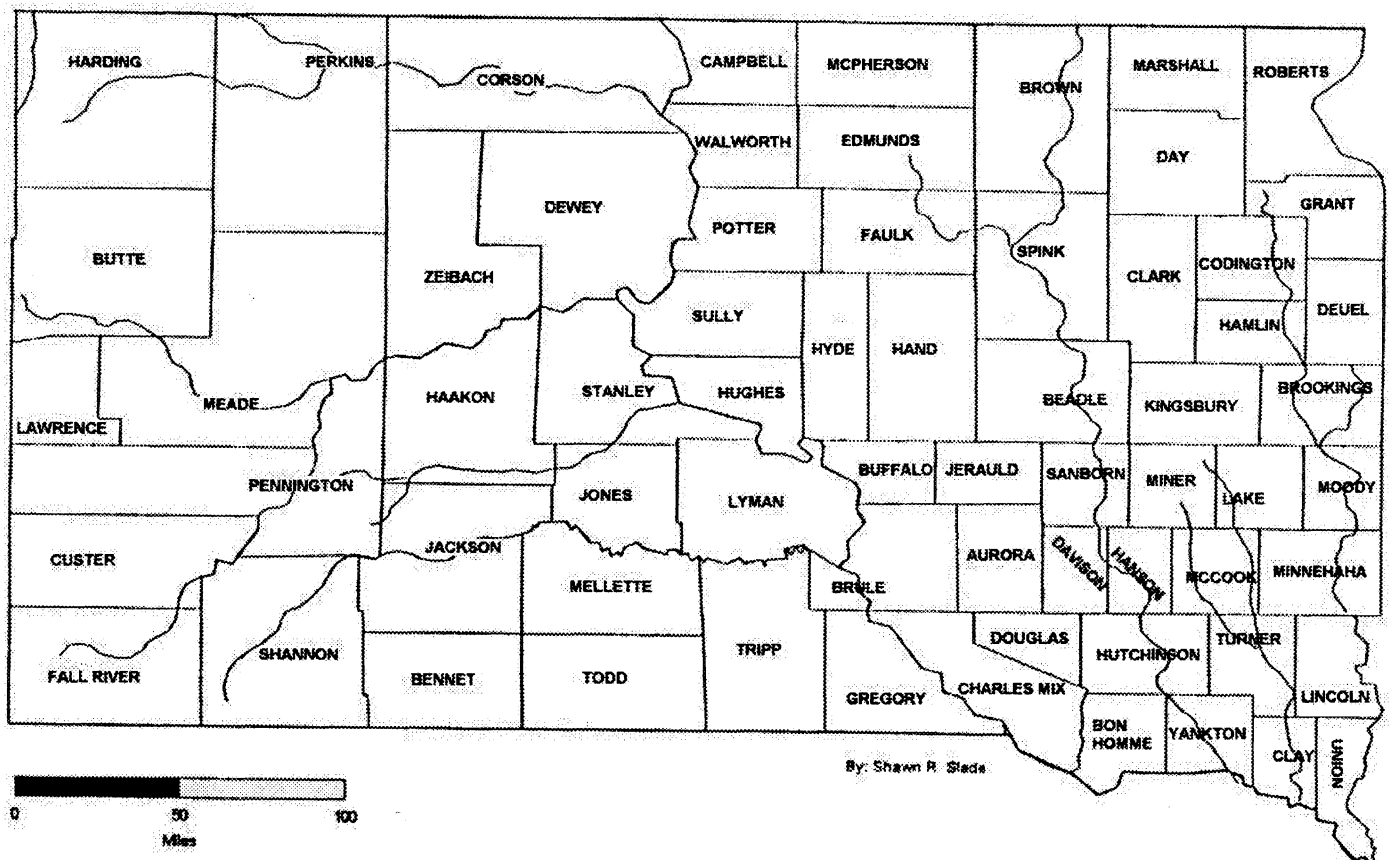 HARDING
PERKINS
CORSON
CAMPBELL
MCPHERSON
BROWN
MARSHALL
ROBERTS
WALWORTH
EDMUNDS
DAY
DEWEY
GRANT
BUTTE
ZEIBACH
POTTER
FAULK
SPINK
CLARK
CODINGTON
SULLY
HYDE
HAND
HAMLIN
DEUEL
LAWRENCE
MEADE
HAAKON
STANLEY
HUGHES
BEADLE
KINGSBURY
BROOKINGS
PENNINGTON
JONES
LYMAN
BUFFALO
JERAULD
SANBORN
MINER
LAKE
MOODY
CUSTER
JACKSON
MELLETTE
BRULE
AURORA
DAVISON
HANSON
MCCOOK
MINNEHAHA
FALL RIVER
SHANNON
BENNET
TODD
TRIPP
GREGORY
CHARLES MIX
DOUGLAS
HUTCHINSON
TURNER
LINCOLN
BON
HOMME
YANKTON
CLAY
UNION
By: Shawn R. Slade
0 50 100
Miles